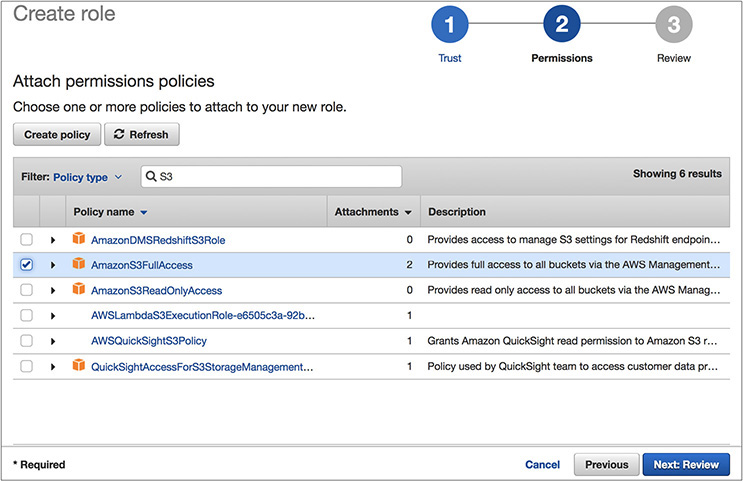 Create role
1 2 3
Trust Permissions Review
Attach permissions policies
Choose one or more policies to attach to your new role.
Create policy Refresh
Filter: Policy type S3 Showing 6 results
Policy name Attachments Description
AmazonDMSRedshiftS3Role 0 Provides access to manage S3 settings for Redshift endpoin...
AmazonS3FullAccess 2 Provides full access to all buckets via the AWS Management...
AmazonS3ReadOnlyAccess 0 Provides read only access to all buckets via the AWS Manag...
AWSLambdaS3ExecutionRole-e6505c3a-92b... 1
AWSQuickSightS3Policy 1 Grants Amazon QuickSight read permission to Amazon S3 r...
QuickSightAccessForS3StorageManagement... 1 Policy used by QuickSight team to access customer data pr...
* Required Cancel Previous Next: Review